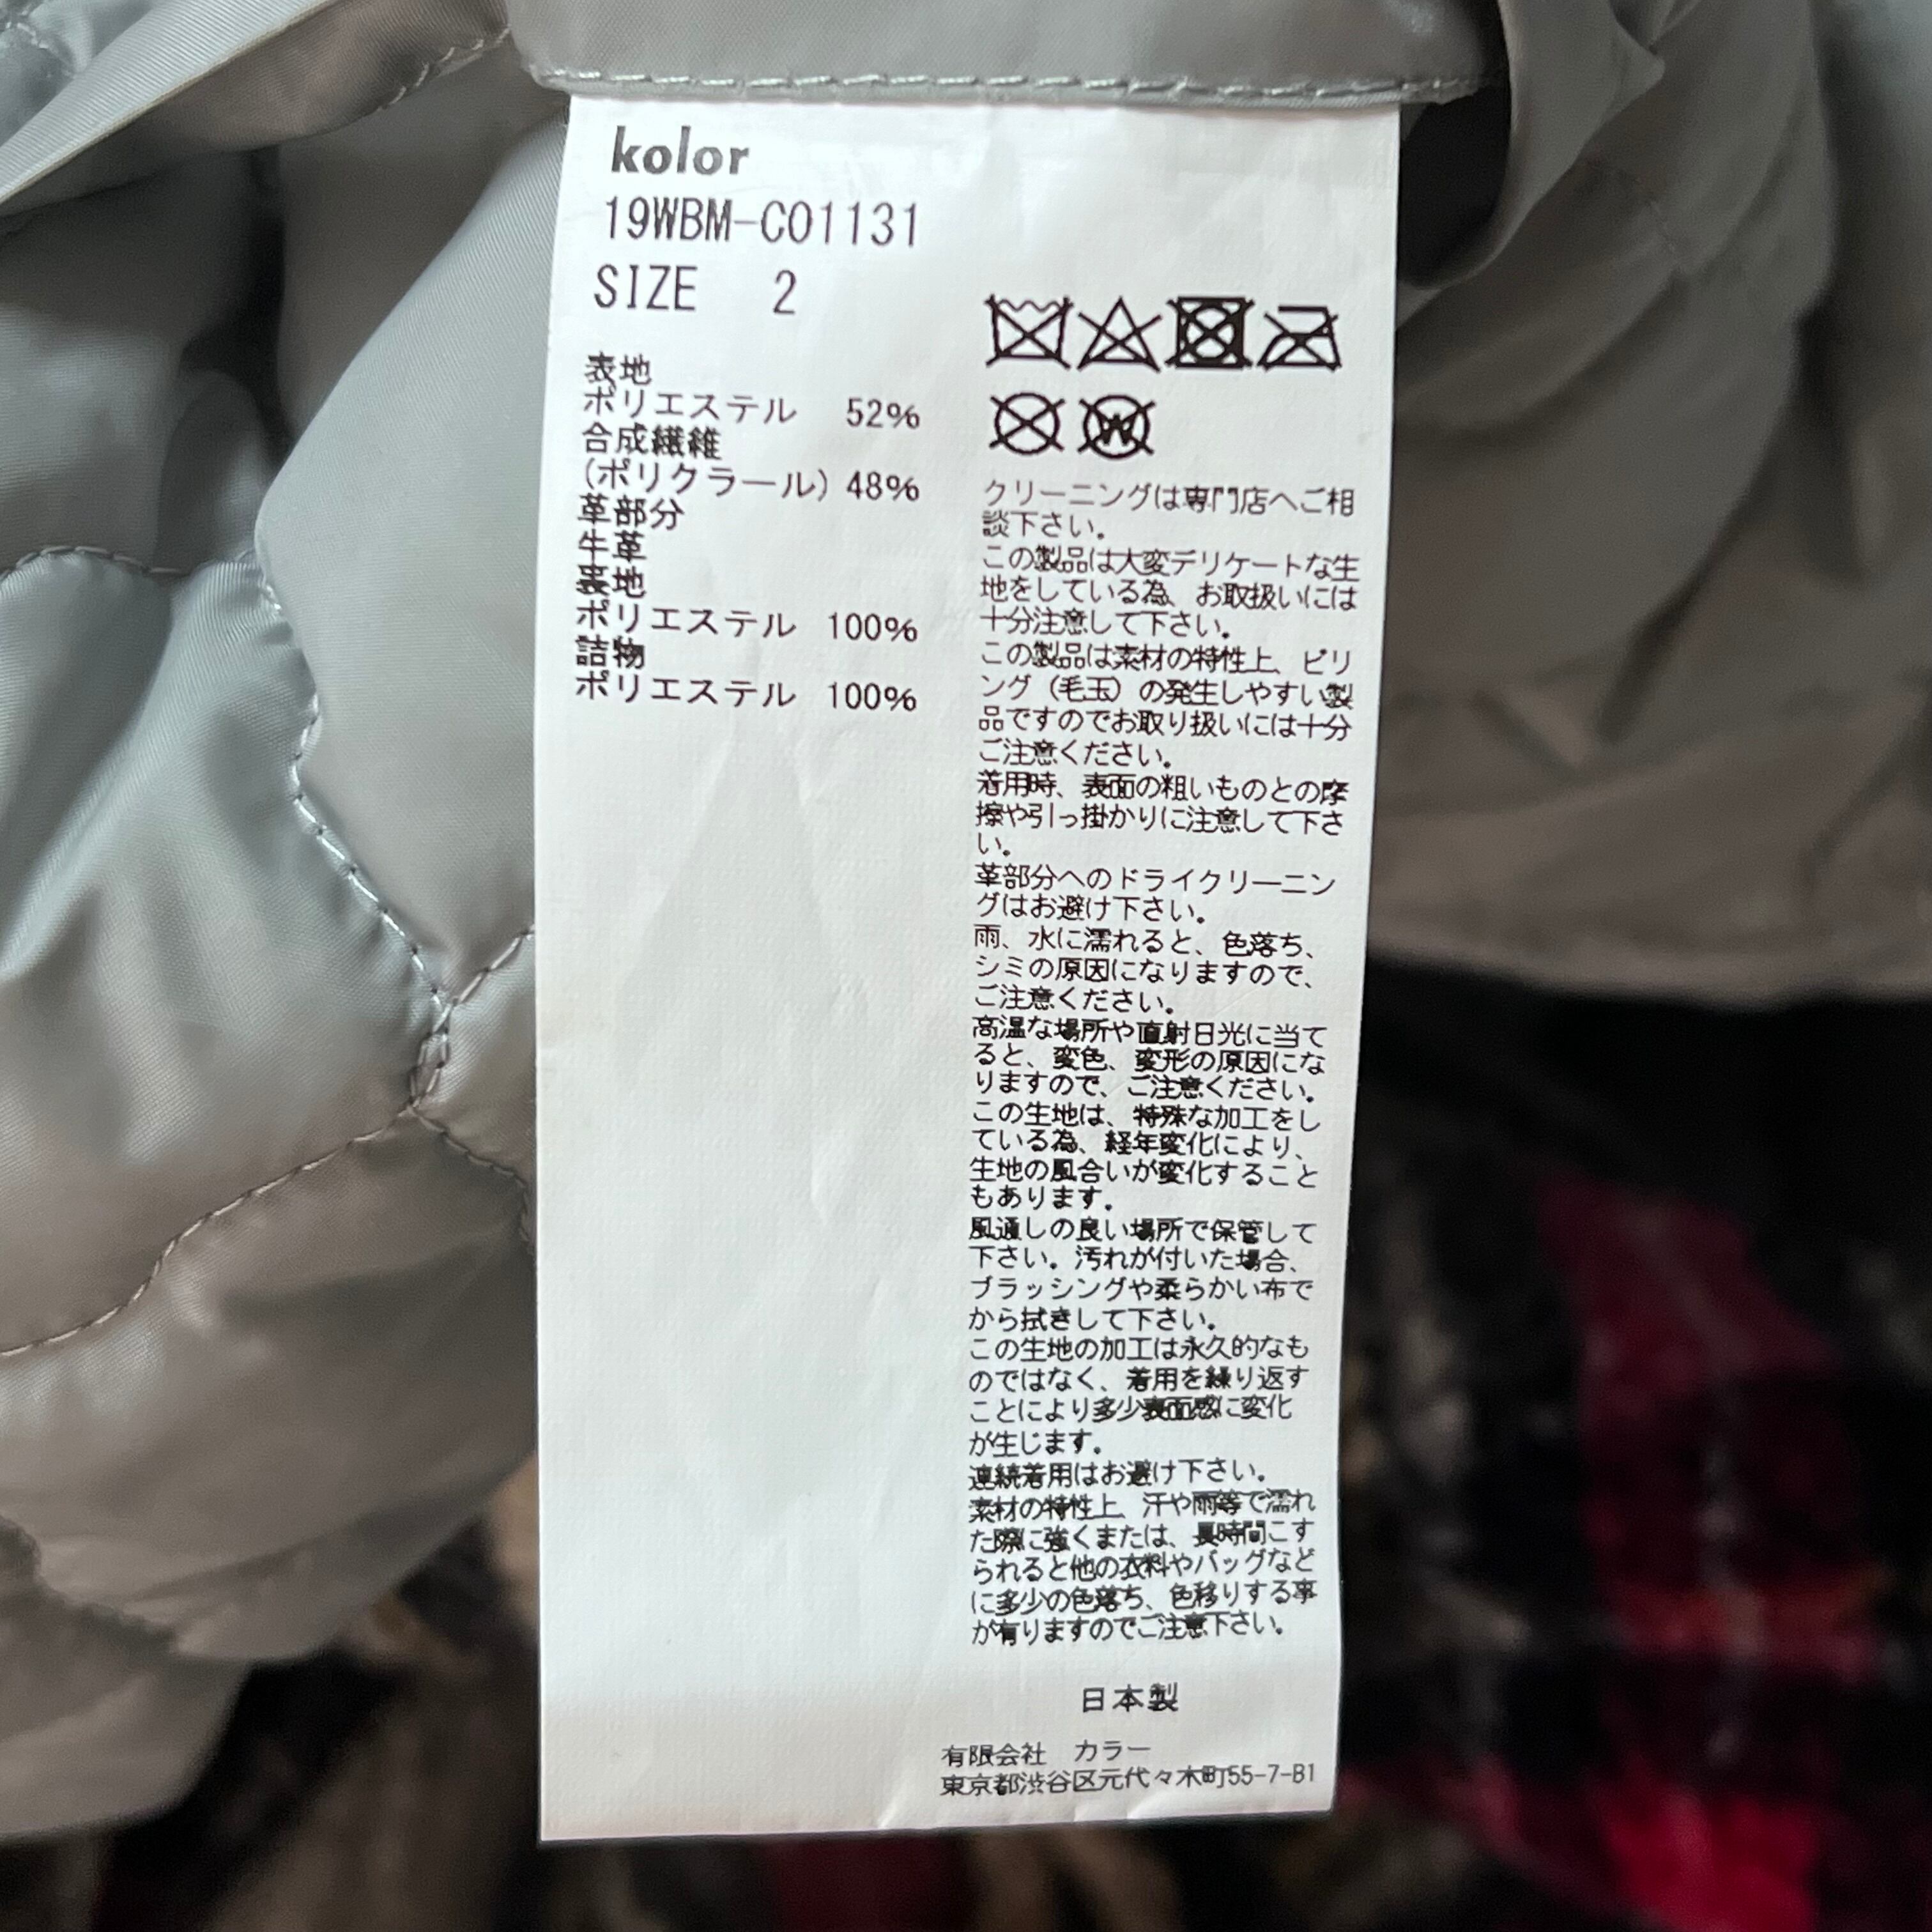 kolor
19WBM-C01131
SIZE 2
表地
ポリエステル 52%
合成繊維
(ポリクラール) 48%
革部分
牛革
裏地
ポリエステル 100%
詰物
ポリエステル 100%
W
クリーニングは専門店へご相
談下さい。
この製品は大変デリケートな生
地をしている為、お取扱いには
十分注意して下さい。
この製品は素材の特性上、ピリ
ング（毛玉）の発生しやすい製
品ですのでお取り扱いには十分
ご注意ください。
着用時、表面の粗いものとの摩
擦や引っ掛かりに注意して下さ
い。
革部分へのドライクリーニン
グはお避け下さい。
雨、水に濡れると、色落ち、
シミの原因になりますので、
ご注意ください。
高温な場所や直射日光に当て
ると、変色、変形の原因にな
りますので、ご注意ください。
この生地は、特殊な加工をし
ている為、経年変化により、
生地の風合いが変化すること
もあります。
風通しの良い場所で保管して
下さい。汚れが付いた場合、
ブラッシングや柔らかい布で
から拭きして下さい。
この生地の加工は永久的なも
のではなく、着用を繰り返す
ことにより多少表面感に変化
が生じます。
連続着用はお避け下さい。
素材の特性上、汗や雨等で濡れ
た際に強くまたは、長時間こす
られると他の衣料やバッグなど
に多少の色落ち、色移りする事
が有りますのでご注意下さい。
日本製
有限会社 カラー
東京都渋谷区元代々木町55-7-B1